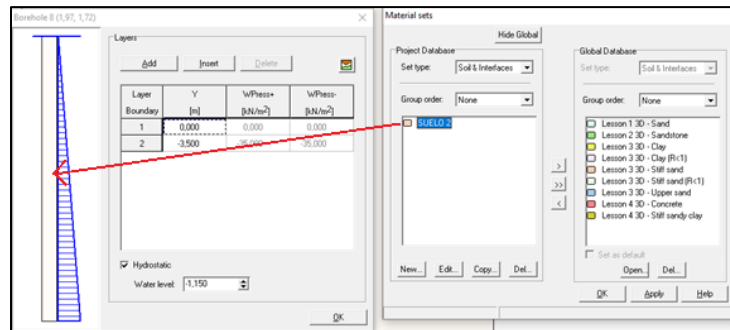 Borehole 8 (1,97, 1,72)
Layers
Add Insert Delete
Layer Y WPress+ WPress-
Boundary [m] [kN/m2] [kN/m2]
1 0,000 0,000 0,000
2 -3,500 -35,000 -35,000
Hydrostatic
Water level: -1,150
OK
Material sets
Hide Global
Project Database
Set type: Soil & Interfaces
Group order: None
SUELO 2
New... Edit... Copy... Del...
>
>>
<
Global Database
Set type: Soil & Interfaces
Group order: None
Lesson 1 3D - Sand
Lesson 2 3D - Sandstone
Lesson 3 3D - Clay
Lesson 3 3D - Clay (R<1)
Lesson 3 3D - Stiff sand
Lesson 3 3D - Stiff sand (R<1)
Lesson 3 3D - Upper sand
Lesson 4 3D - Concrete
Lesson 4 3D - Stiff sandy clay
Set as default
Open... Del...
OK Apply Help